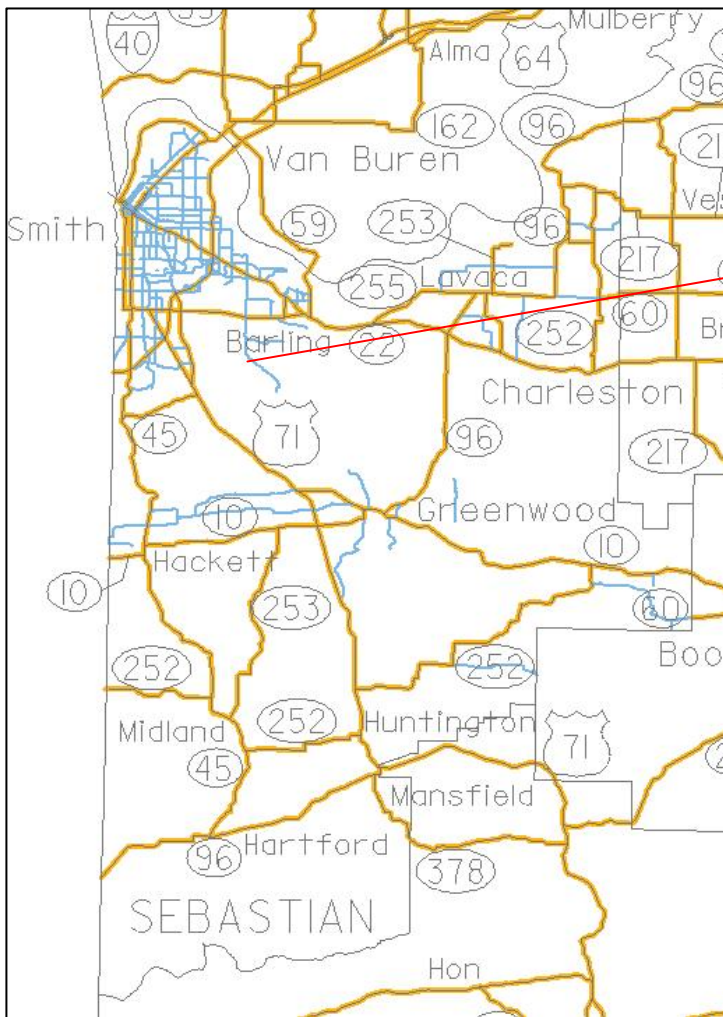 40
Mulberry
Alma
64
96
162
96
Van Buren
253
96
Smith
59
217
255
Lavaca
60
Barling
22
252
Charleston
71
45
96
217
10
Greenwood
10
Hackett
10
253
60
252
252
252
Midland
Huntington
71
45
Mansfield
Hartford
96
378
SEBASTIAN
Hon